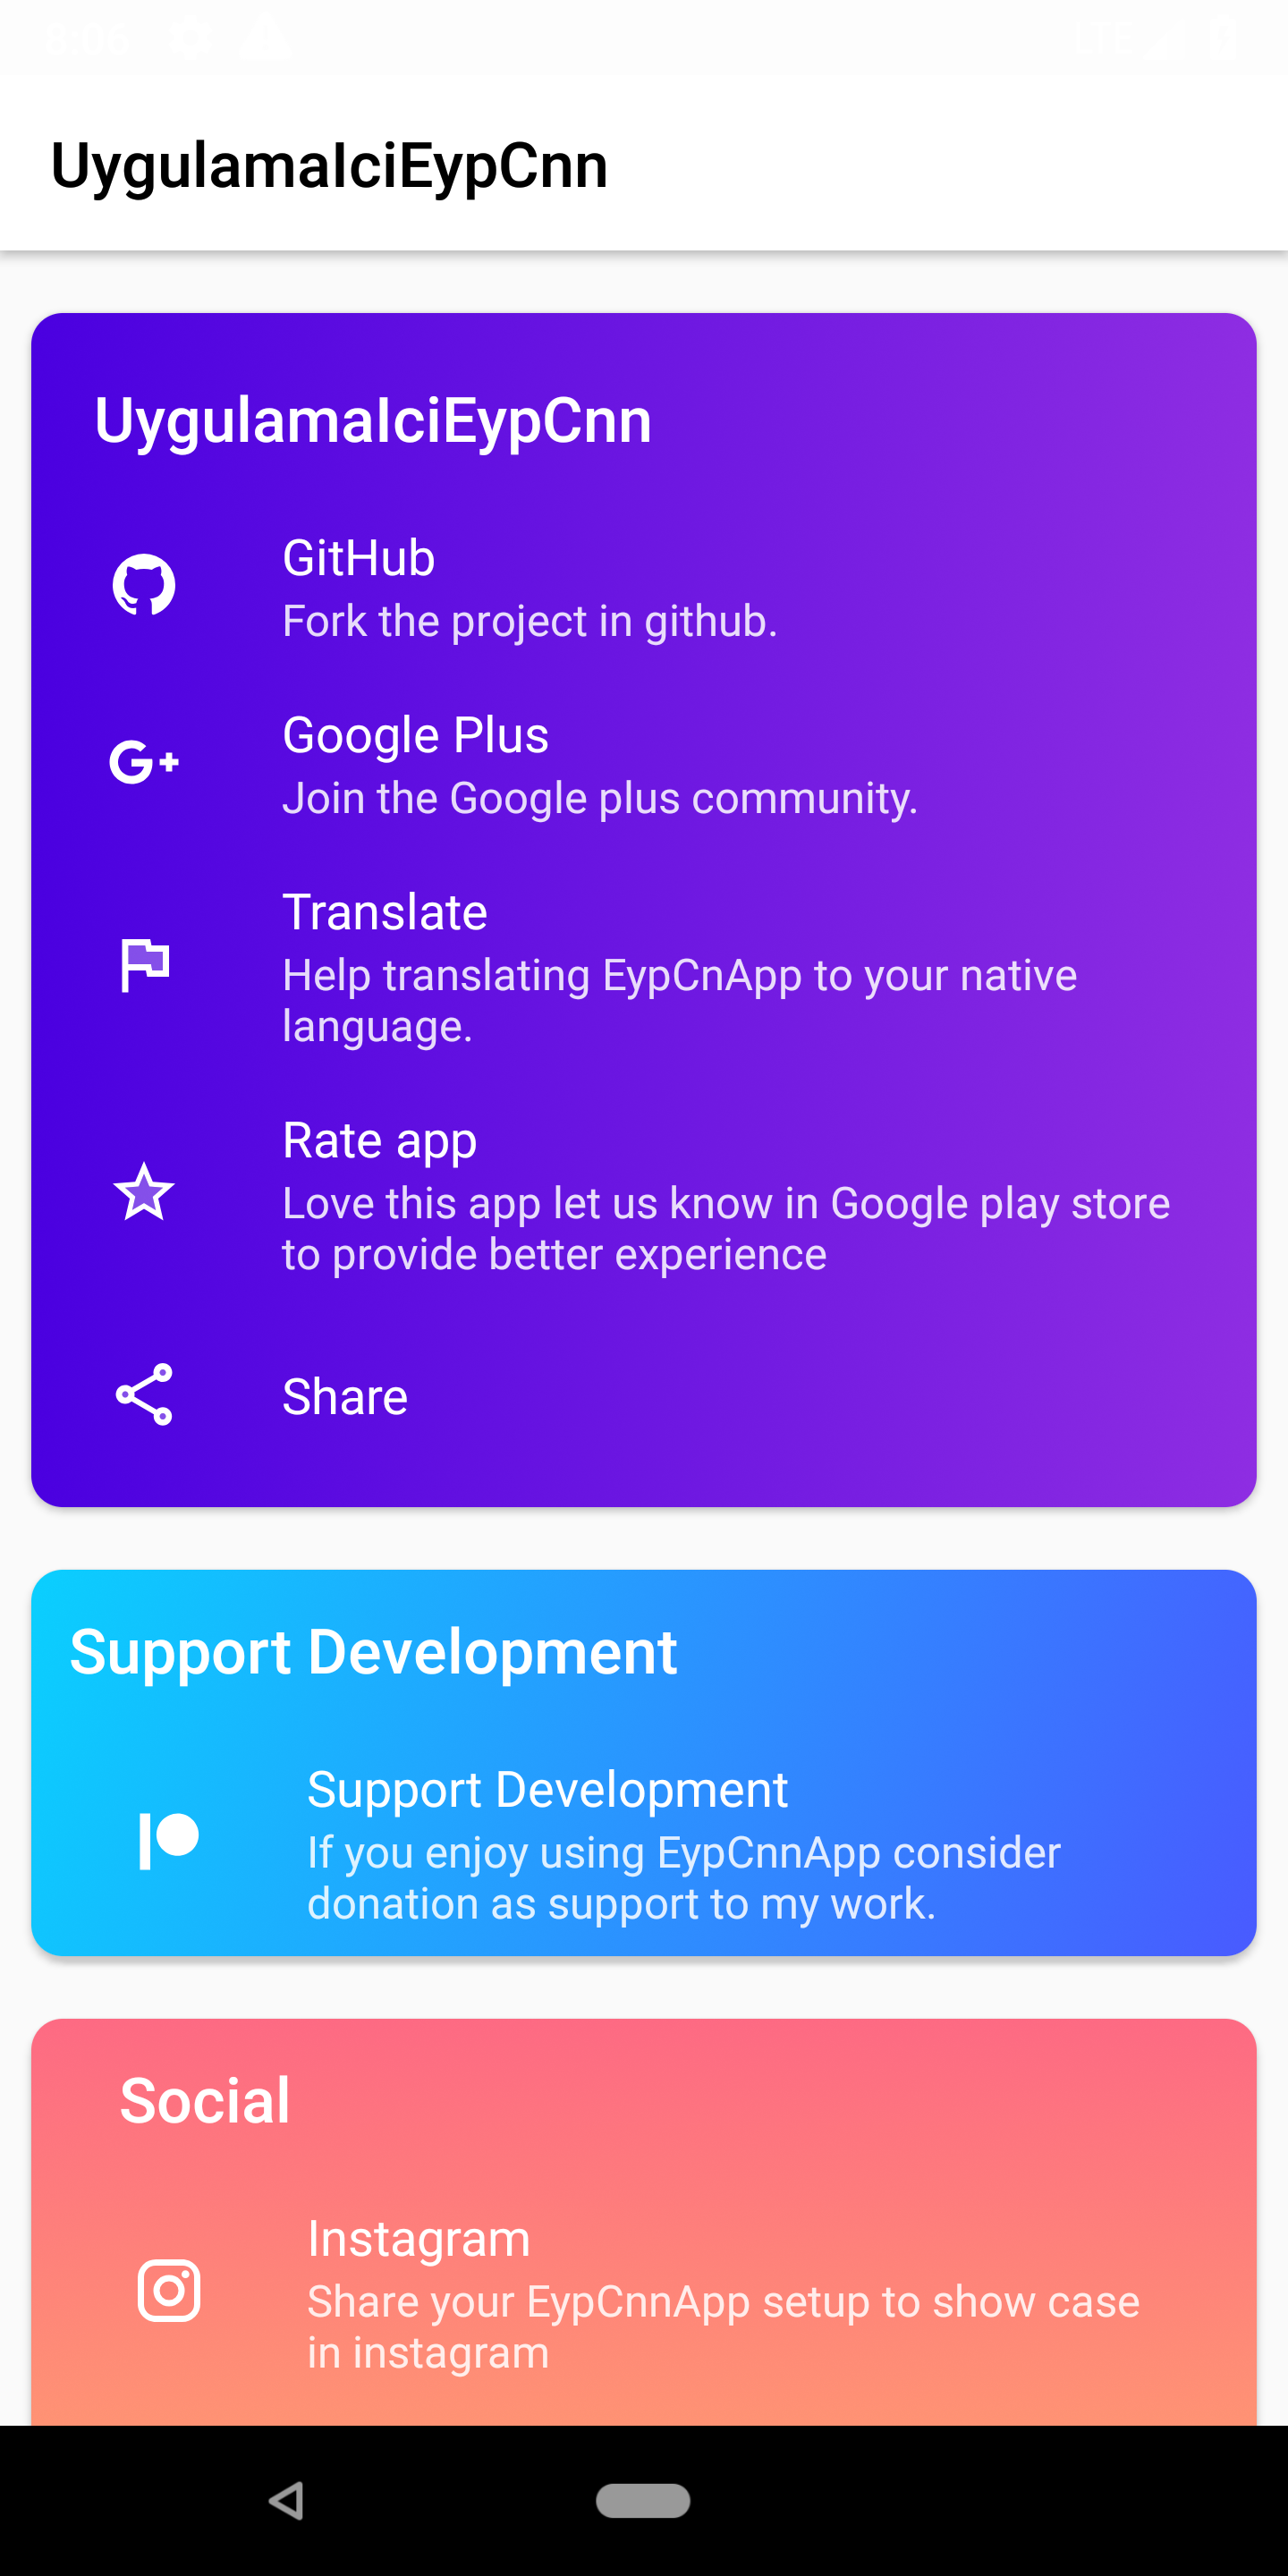 8:06
LTE
UygulamaIciEypCnn
UygulamaIciEypCnn
GitHub
Fork the project in github.
G+
Google Plus
Join the Google plus community.
Translate
Help translating EypCnApp to your native
language.
Rate app
Love this app let us know in Google play store
to provide better experience
Share
Support Development
Support Development
If you enjoy using EypCnnApp consider
donation as support to my work.
Social
Instagram
Share your EypCnnApp setup to show case
in instagram